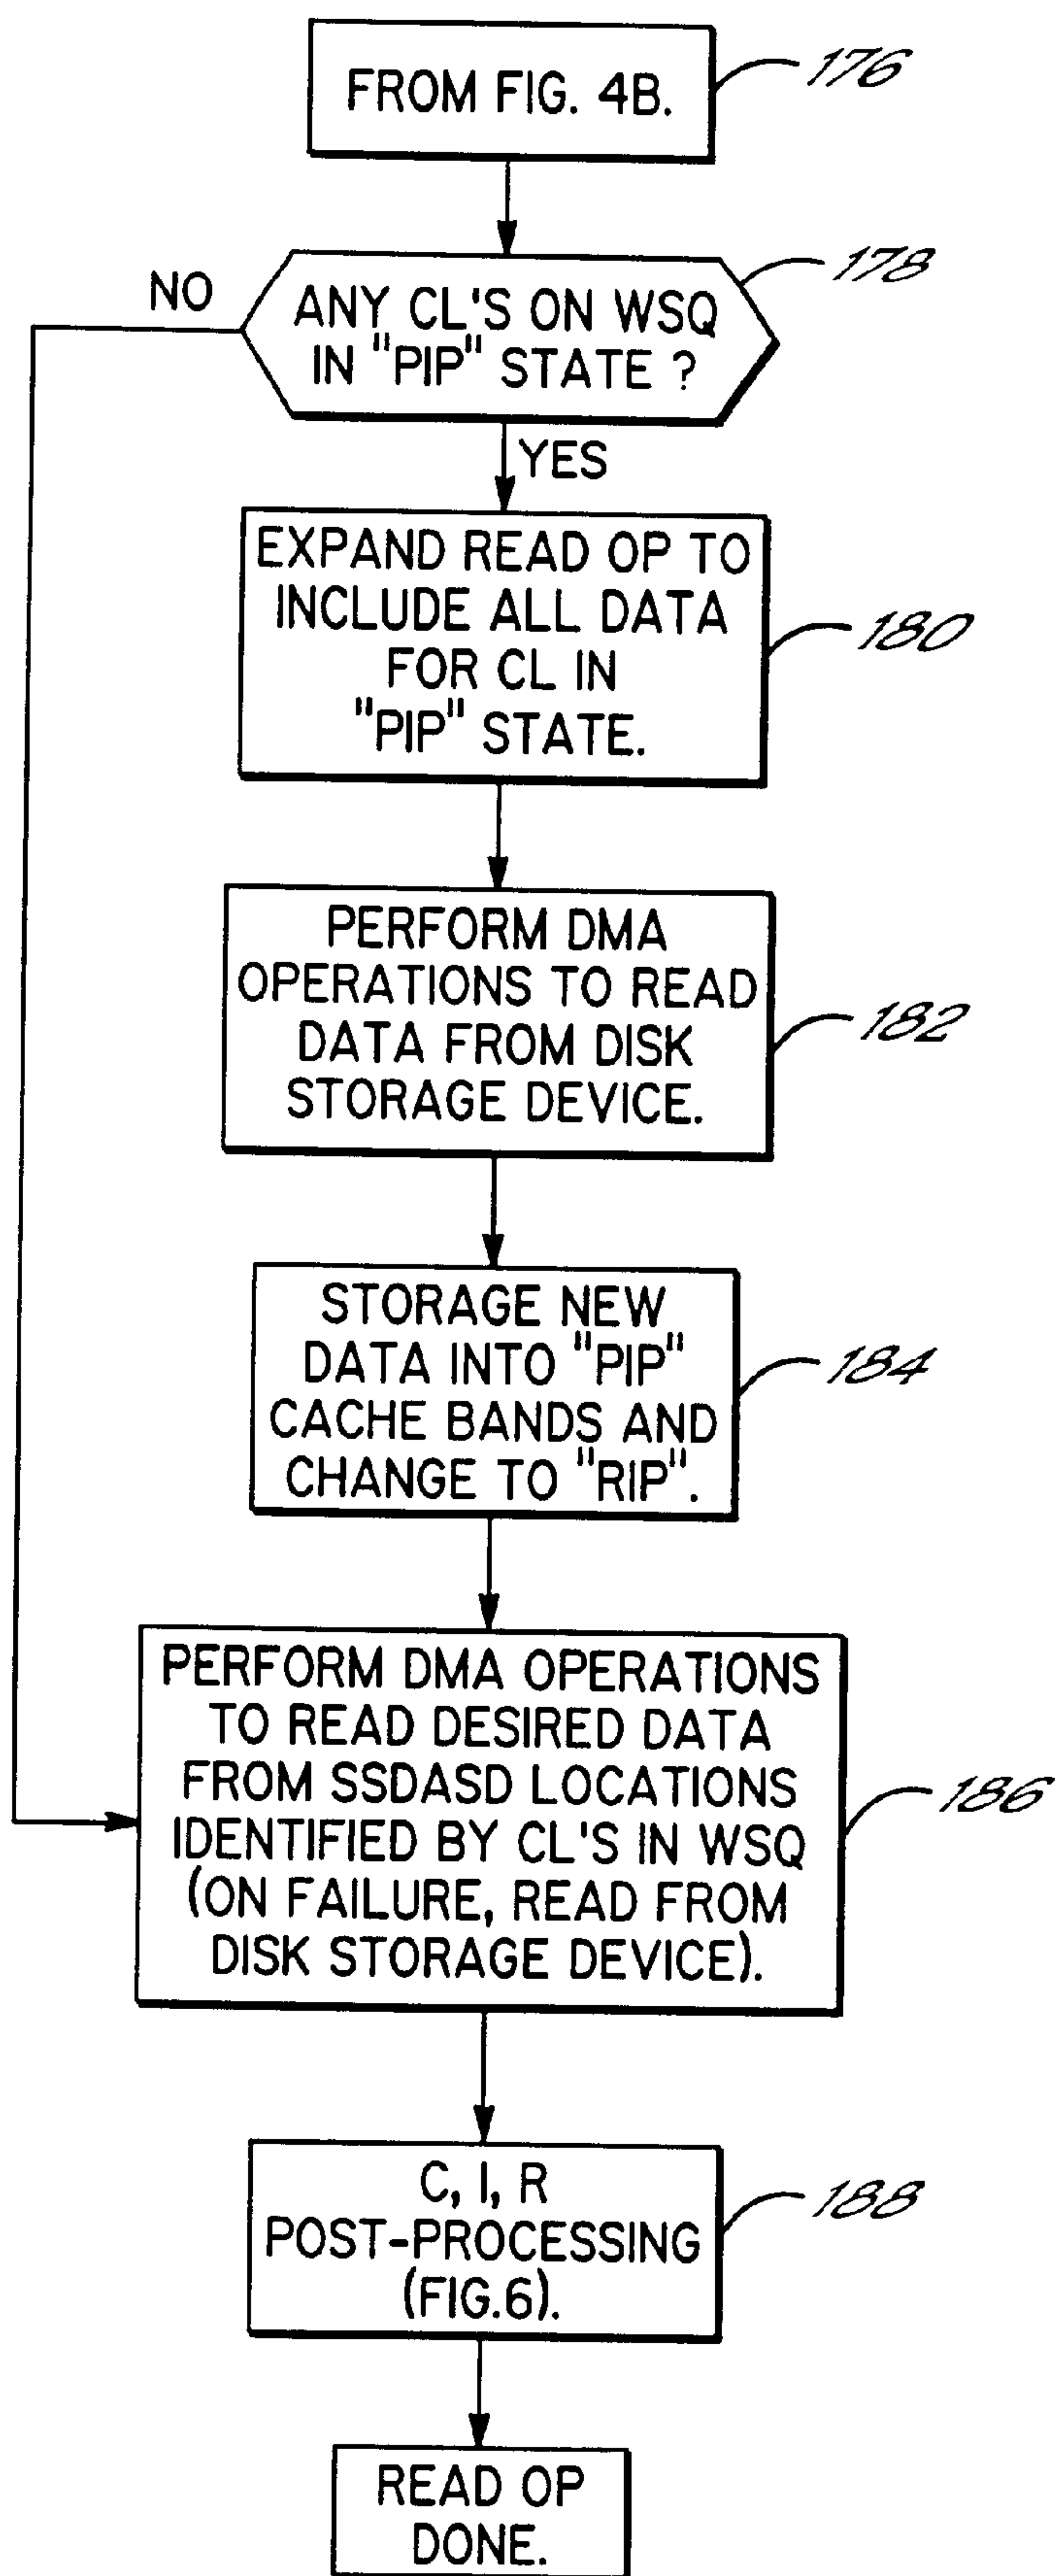 FROM FIG. 4B.
176
178
NO
ANY CL'S ON WSQ
IN "PIP" STATE ?
YES
EXPAND READ OP TO
INCLUDE ALL DATA
FOR CL IN
"PIP" STATE.
180
PERFORM DMA
OPERATIONS TO READ
DATA FROM DISK
STORAGE DEVICE.
182
STORAGE NEW
DATA INTO "PIP"
CACHE BANDS AND
CHANGE TO "RIP".
184
PERFORM DMA OPERATIONS
TO READ DESIRED DATA
FROM SSDASD LOCATIONS
IDENTIFIED BY CL'S IN WSQ
(ON FAILURE, READ FROM
DISK STORAGE DEVICE).
186
C, I, R
POST-PROCESSING
(FIG.6).
188
READ OP
DONE.